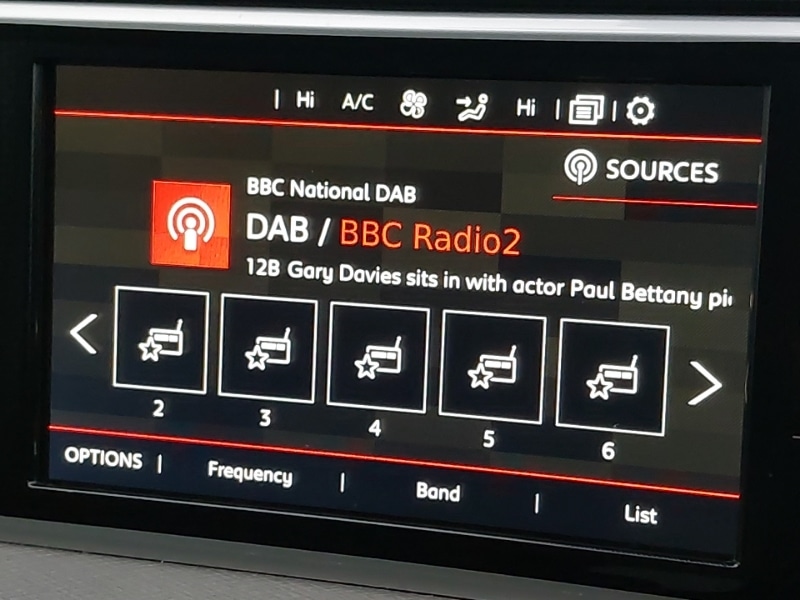 Hi A/C Hi
SOURCES
BBC National DAB
DAB / BBC Radio2
12B Gary Davies sits in with actor Paul Bettany
2 3 4 5 6
OPTIONS | Frequency | Band | List